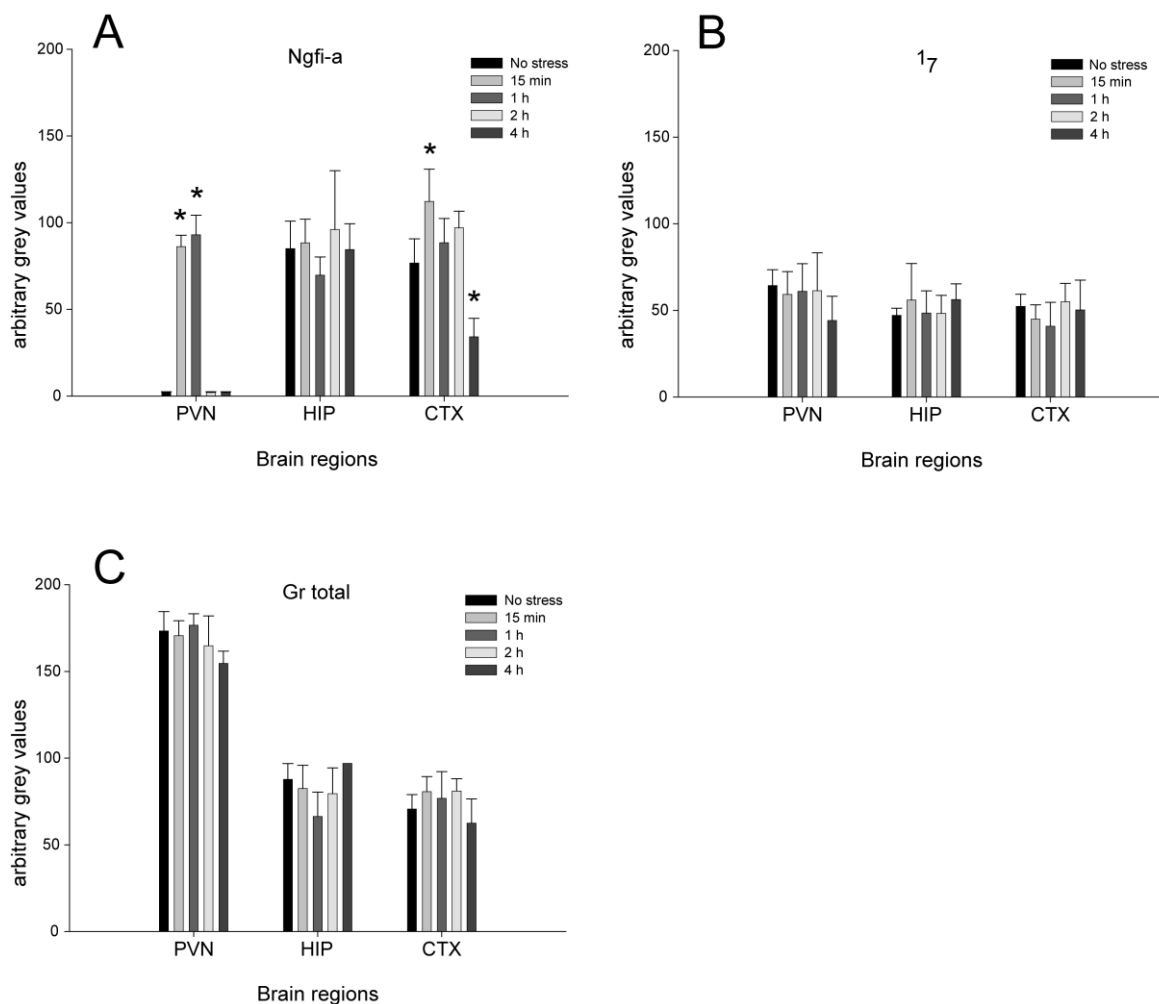 A
Ngfi-a
200
150
100
50
0
arbitrary grey values
No stress
15 min
1 h
2 h
4 h
*
*
*
*
PVN HIP CTX
Brain regions
B
¹7
200
150
100
50
0
arbitrary grey values
No stress
15 min
1 h
2 h
4 h
PVN HIP CTX
Brain regions
C
Gr total
200
150
100
50
0
arbitrary grey values
No stress
15 min
1 h
2 h
4 h
PVN HIP CTX
Brain regions